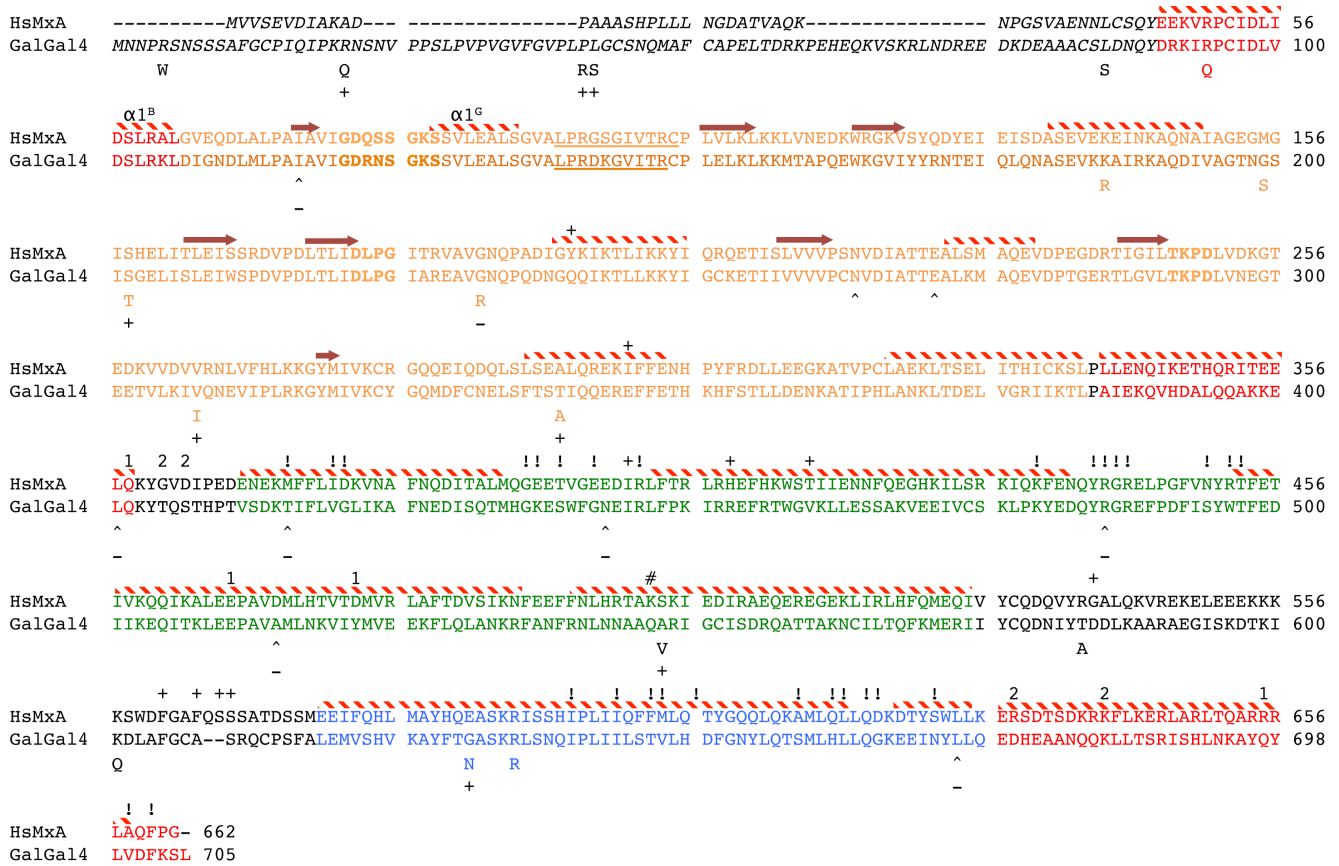 HsMxA ----------MVVSEVDIAKAD--- ---------------PAAASHPLLL NGDATVAQK---------------- NPGSVAENNLCSQYEEKVRPCIDLI 56
GalGal4 MNNPRSNSSSAFGCPIQIPKRNSNV PPSLPVPVGVFGVPLPLGCSNQMAF CAPELTDRKPEHEQKVSKRLNDREE DKDEAAACSLDNQYDRKIRPCIDLV 100
W Q RS S Q
+ ++
α1ᴮ α1ᴳ
HsMxA DSLRALGVEQDLALPAIAVIGDQSS GKSSVLEALSGVALPRGSGIVTRCP LVLKLKKLVNEDKWRGKVSYQDYEI EISDASEVEKEINKAQNAIAGEGMG 156
GalGal4 DSLRKLDIGNDLMLPAIAVIGDRNS GKSSVLEALSGVALPRDKGVITRCP LELKLKKMTAPQEWKGVIYYRNTEI QLQNASEVKKAIRKAQDIVAGTNGS 200
^ R S
–
+
HsMxA ISHELITLEISSRDVPDLTLIDLPG ITRVAVGNQPADIGYKIKTLIKKYI QRQETISLVVVPSNVDIATTEALSMAQEVDPEGDRTIGILTKPDLVDKGT 256
GalGal4 ISGELISLEIWSPDVPDLTLIDLPG IAREAVGNQPQDNGQQIKTLLKKYI GCKETIIVVVVPCNVDIATTEALKMAQEVDPTGERTLGVLTKPDLVNEGT 300
T R ^ ^
+ –
+
HsMxA EDKVVDVVRNLVFHLKKGYMIVKCR GQQEIQDQLSLSEALQREKIFFENH PYFRDLLEEGKATVPCLAEKLTSEL ITHICKSLPLLENQIKETHQRITEE 356
GalGal4 EETVLKIVQNEVIPLRKGYMIVKCY GQMDFCNELSFTSTIQQEREFFETH KHFSTLLDENKATIPHLANKLTDEL VGRIIKTLPAIEKQVHDALQQAKKE 400
I A
+ +
1 2 2 ! !! !! ! ! +! + + ! !!!! ! !!
HsMxA LQKYGVDIPEDENEKMFFLIDKVNA FNQDITALMQGEETVGEEDIRLFTR LRHEFHKWSTIIENNFQEGHKILSR KIQKFENQYRGRELPGFVNYRTFET 456
GalGal4 LQKYTQSTHPTVSDKTIFLVGLIKA FNEDISQTMHGKESWFGNEIRLFPK IRREFRTWGVKLLESSAKVEEIVCS KLPKYEDQYRGREFPDFISYWTFED 500
^ ^ ^ ^
– – – –
1 1 # +
HsMxA IVKQQIKALEEPAVDMLHTVTDMVR LAFTDVSIKNFEEFFNLHRTAKSKI EDIRAEQEREGEKLIRLHFQMEQIV YCQDQVYRGALQKVREKELEEEKKK 556
GalGal4 IIKEQITKLEEPAVAMLNKVIYMVE EKFLQLANKRFANFRNLNNAAQARI GCISDRQATTAKNCILTQFKMERII YCQDNIYTDDLKAARAEGISKDTKI 600
^ V A
– +
+ + ++ ! ! !! ! ! !! !! ! 2 2 1
HsMxA KSWDFGAFQSSSATDSSMEEIFQHL MAYHQEASKRISSHIPLIIQFFMLQ TYGQQLQKAMLQLLQDKDTYSWLLK ERSDTSDKRKFLKERLARLTQARRR 656
GalGal4 KDLAFGCA--SRQCPSFALEMVSHV KAYFTGASKRLSNQIPLIILSTVLH DFGNYLQTSMLHLLQGKEEINYLLQ EDHEAANQQKLLTSRISHLNKAYQY 698
Q N R ^
+ –
! !
HsMxA LAQFPG- 662
GalGal4 LVDFKSL 705